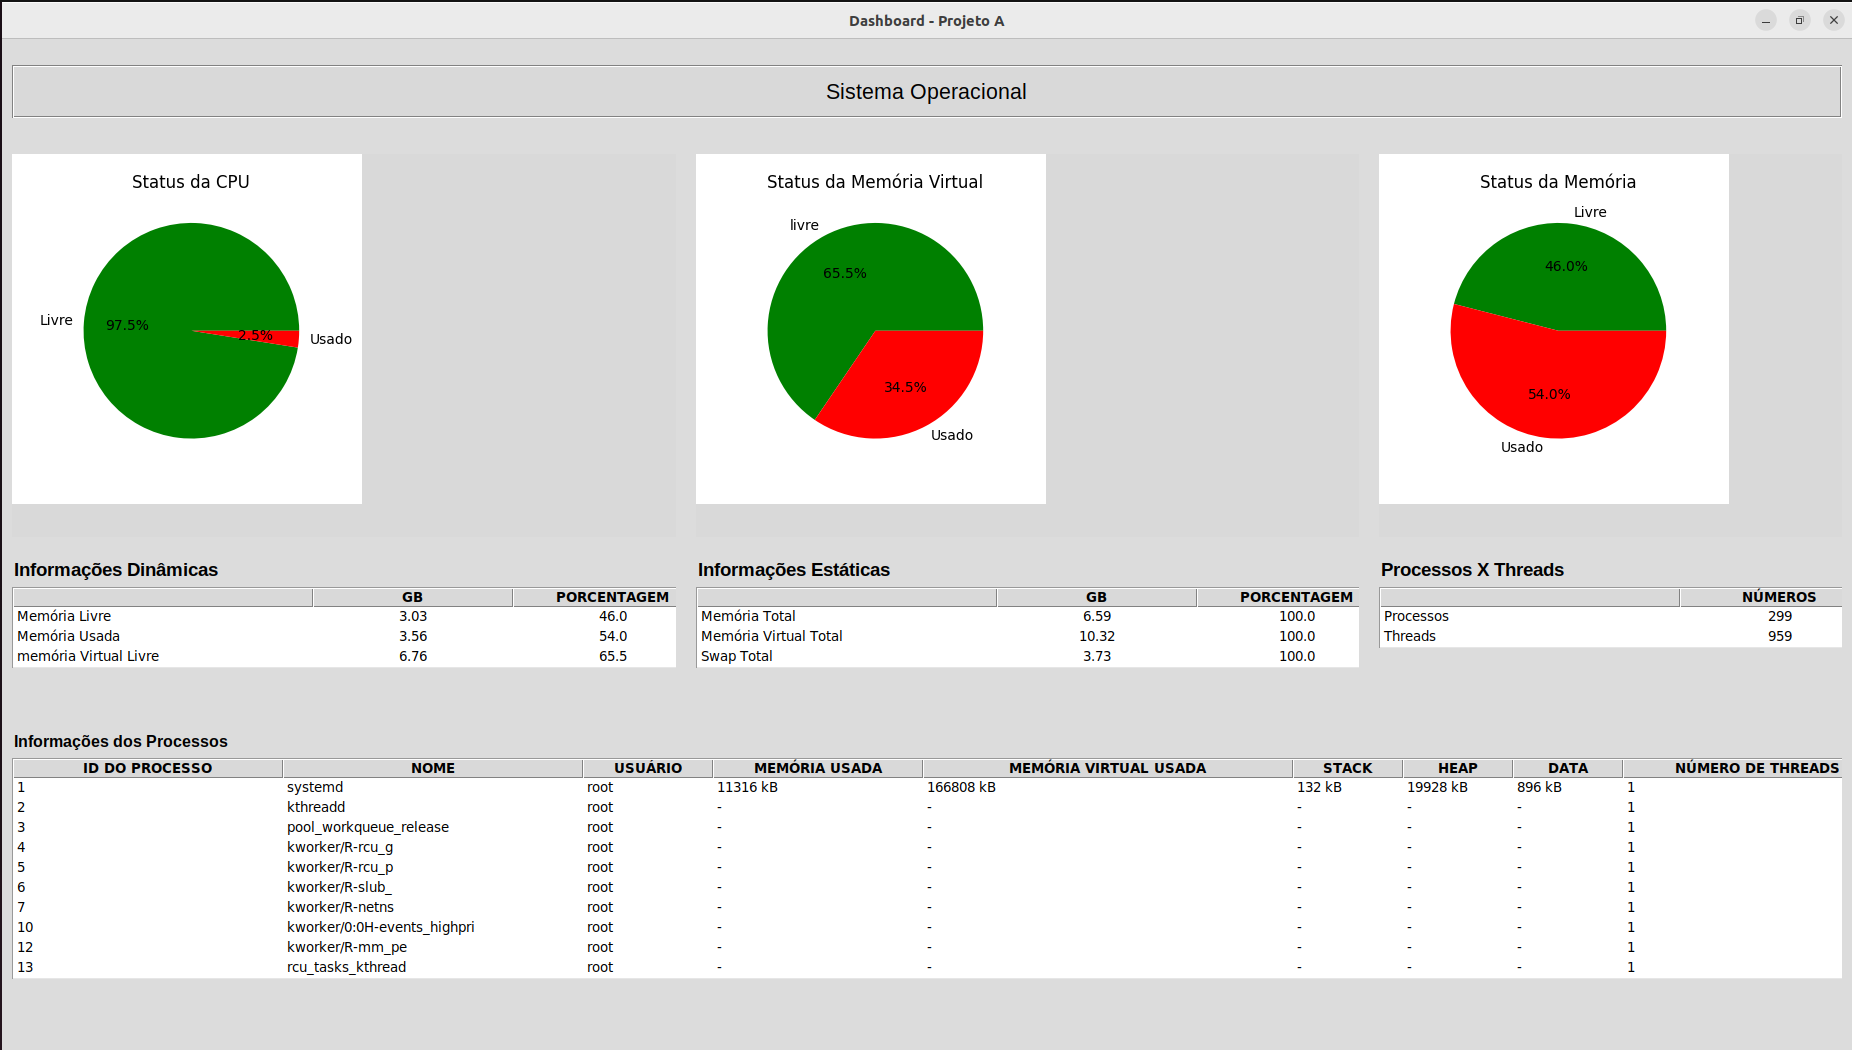 Dashboard - Projeto A
Sistema Operacional
Status da CPU
Livre
97.5%
2.5%
Usado
Status da Memória Virtual
livre
65.5%
34.5%
Usado
Status da Memória
Livre
46.0%
54.0%
Usado
Informações Dinâmicas
GB PORCENTAGEM
Memória Livre 3.03 46.0
Memória Usada 3.56 54.0
memória Virtual Livre 6.76 65.5
Informações Estáticas
GB PORCENTAGEM
Memória Total 6.59 100.0
Memória Virtual Total 10.32 100.0
Swap Total 3.73 100.0
Processos X Threads
NÚMEROS
Processos 299
Threads 959
Informações dos Processos
ID DO PROCESSO NOME USUÁRIO MEMÓRIA USADA MEMÓRIA VIRTUAL USADA STACK HEAP DATA NÚMERO DE THREADS
1 systemd root 11316 kB 166808 kB 132 kB 19928 kB 896 kB 1
2 kthreadd root - - - - - 1
3 pool_workqueue_release root - - - - - 1
4 kworker/R-rcu_g root - - - - - 1
5 kworker/R-rcu_p root - - - - - 1
6 kworker/R-slub_ root - - - - - 1
7 kworker/R-netns root - - - - - 1
10 kworker/0:0H-events_highpri root - - - - - 1
12 kworker/R-mm_pe root - - - - - 1
13 rcu_tasks_kthread root - - - - - 1